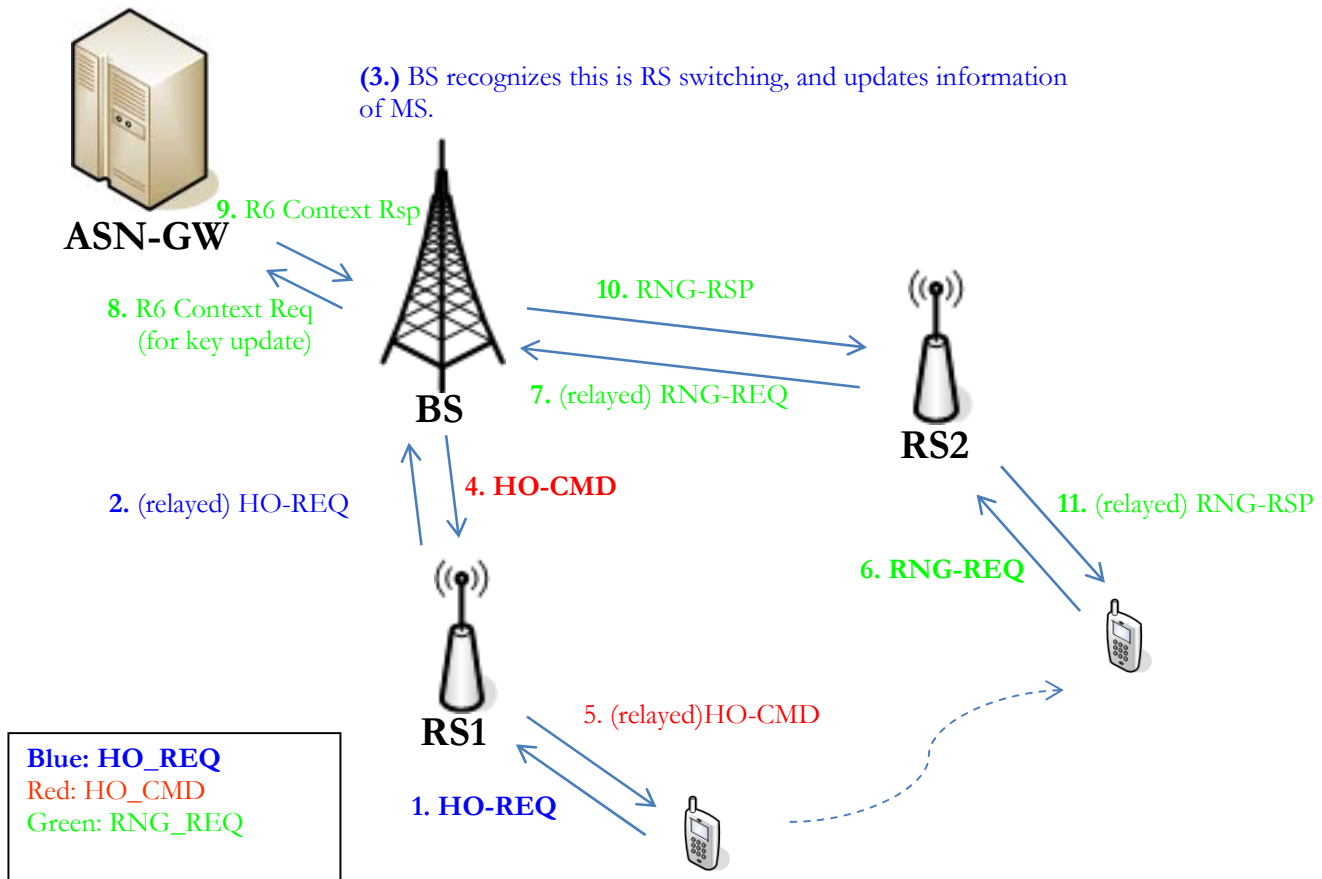 (3.) BS recognizes this is RS switching, and updates information
of MS.
9. R6 Context Rsp
ASN-GW
8. R6 Context Req
(for key update)
10. RNG-RSP
7. (relayed) RNG-REQ
BS
RS2
2. (relayed) HO-REQ
4. HO-CMD
11. (relayed) RNG-RSP
6. RNG-REQ
RS1
5. (relayed)HO-CMD
1. HO-REQ
Blue: HO_REQ
Red: HO_CMD
Green: RNG_REQ